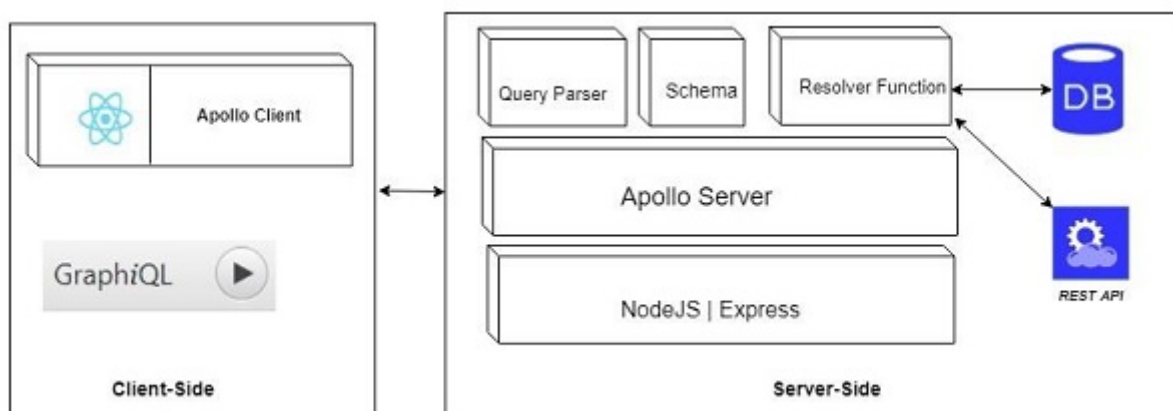 Apollo Client
GraphiQL
Client-Side
Query Parser
Schema
Resolver Function
DB
Apollo Server
REST API
NodeJS | Express
Server-Side